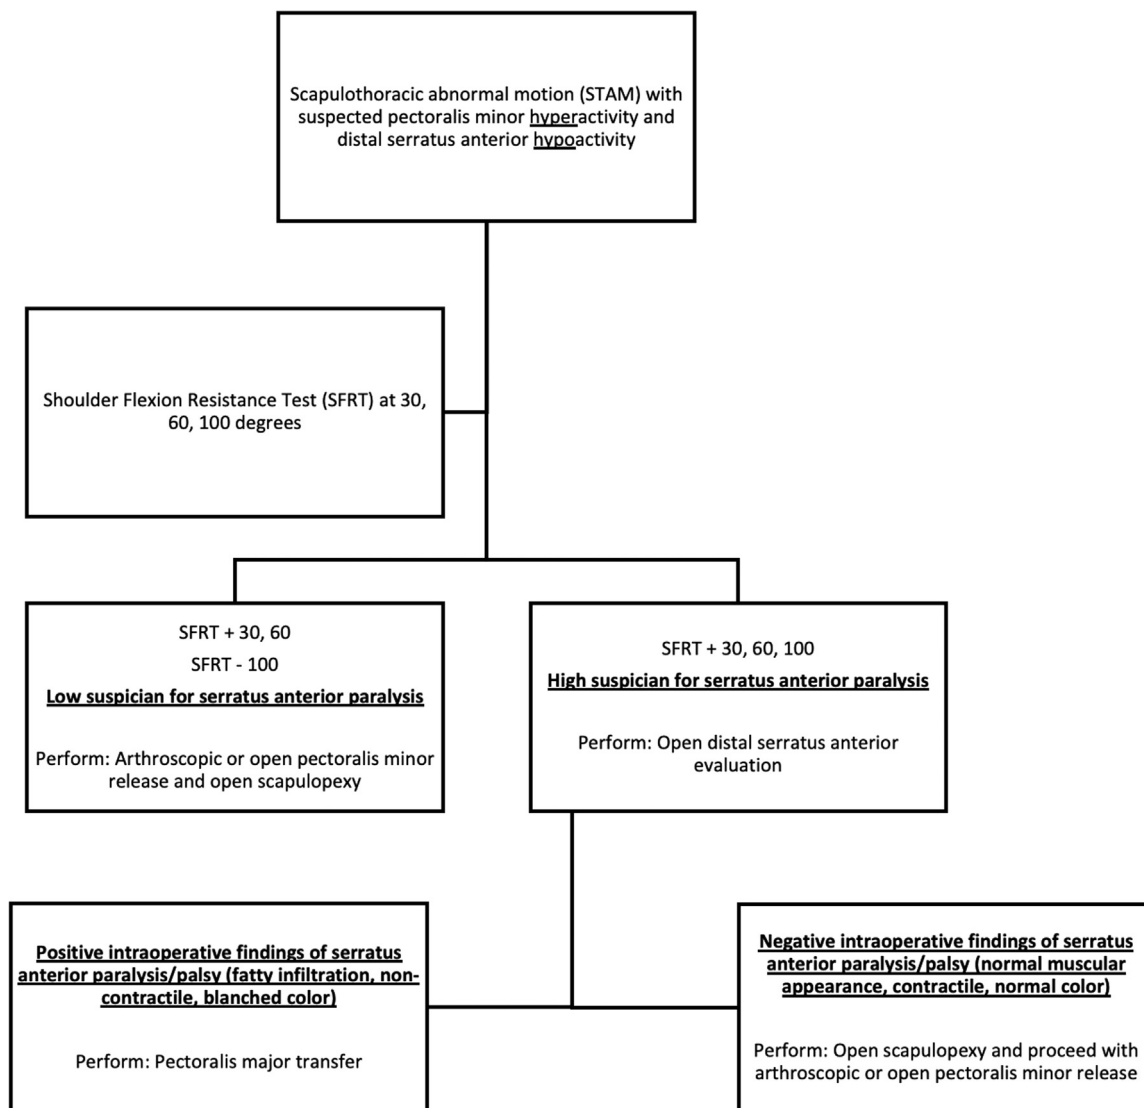 Scapulothoracic abnormal motion (STAM) with
suspected pectoralis minor hyperactivity and
distal serratus anterior hypoactivity
Shoulder Flexion Resistance Test (SFRT) at 30,
60, 100 degrees
SFRT + 30, 60
SFRT - 100
Low suspician for serratus anterior paralysis
Perform: Arthroscopic or open pectoralis minor
release and open scapulopexy
SFRT + 30, 60, 100
High suspician for serratus anterior paralysis
Perform: Open distal serratus anterior
evaluation
Positive intraoperative findings of serratus
anterior paralysis/palsy (fatty infiltration, non-
contractile, blanched color)
Perform: Pectoralis major transfer
Negative intraoperative findings of serratus
anterior paralysis/palsy (normal muscular
appearance, contractile, normal color)
Perform: Open scapulopexy and proceed with
arthroscopic or open pectoralis minor release